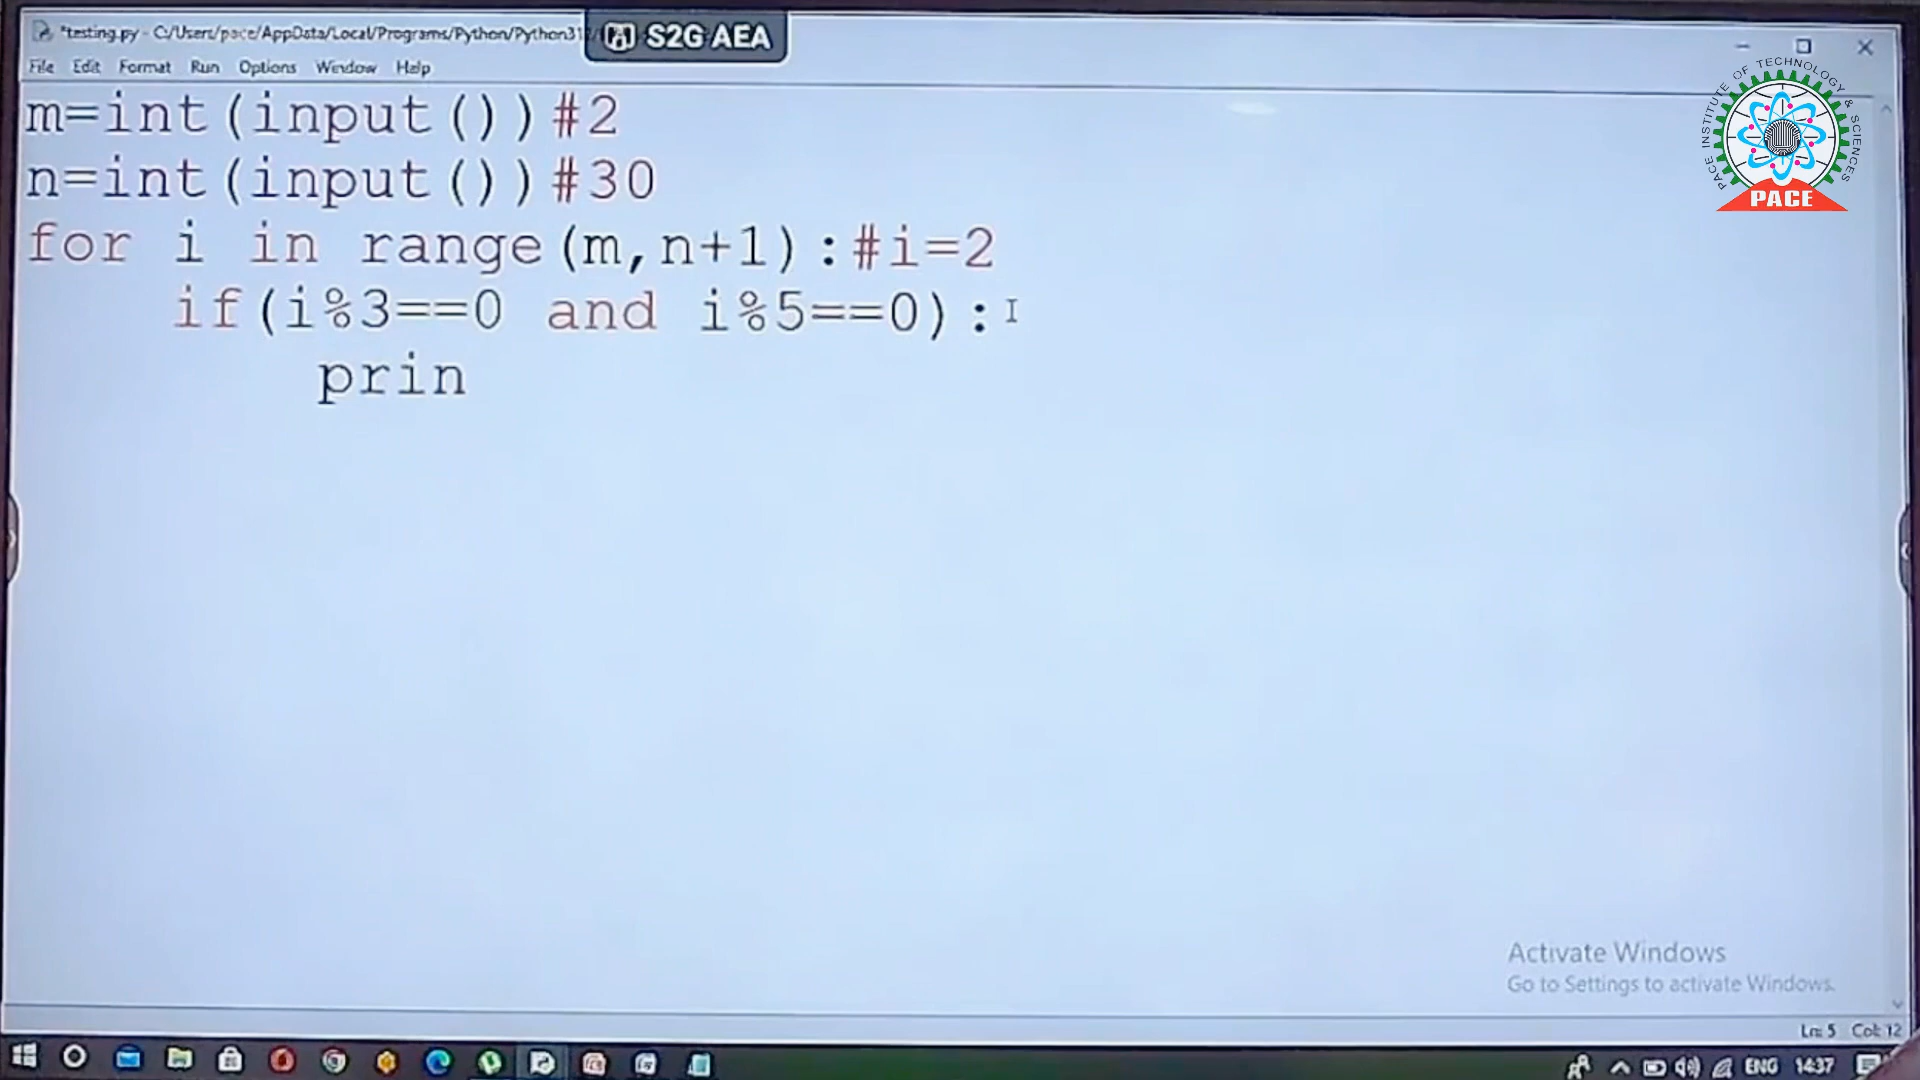 *testing.py - C:/Users/pace/AppData/Local/Programs/Python/Python31
S2G AEA
File Edit Format Run Options Window Help
m=int(input())#2
n=int(input())#30
for i in range(m,n+1):#i=2
if(i%3==0 and i%5==0):
prin
PACE INSTITUTE OF TECHNOLOGY & SCIENCES
PACE
Activate Windows
Go to Settings to activate Windows.
Ln: 5 Col: 12
ENG 14:37